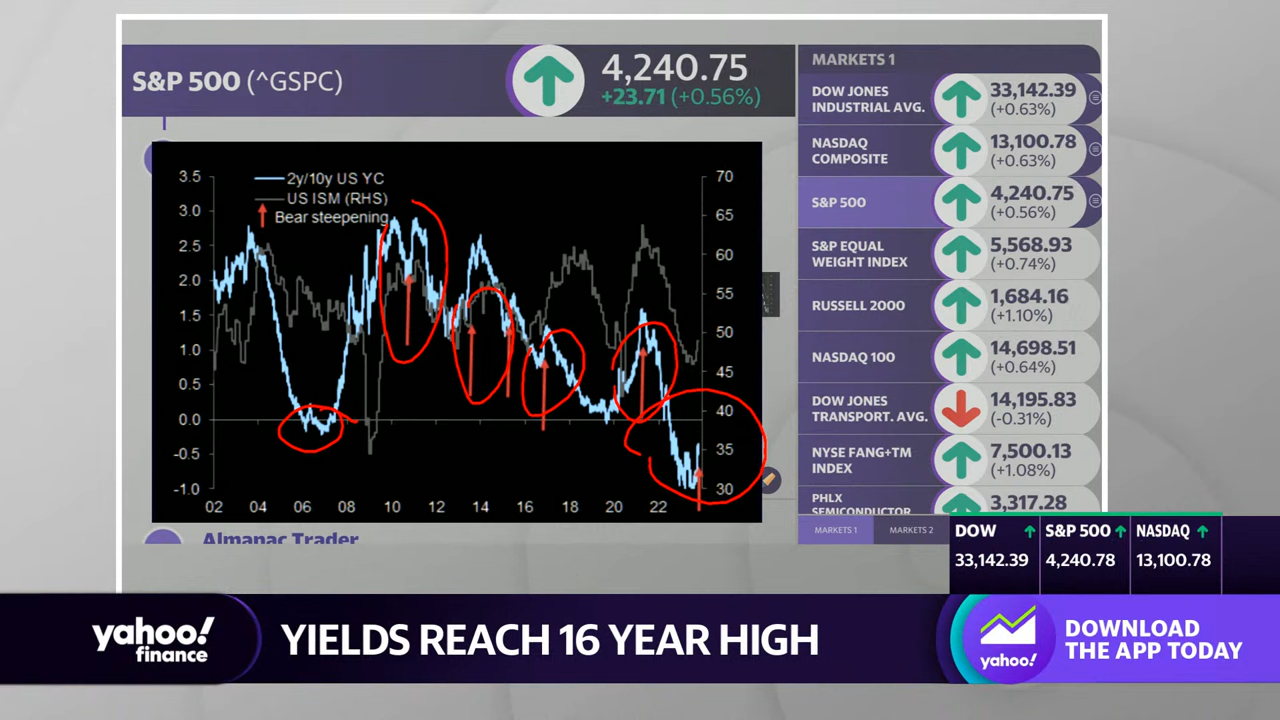 S&P 500 (^GSPC)
4,240.75
+23.71 (+0.56%)
3.5
3.0
2.5
2.0
1.5
1.0
0.5
0.0
-0.5
-1.0
2y/10y US YC
US ISM (RHS)
Bear steepening
70
65
60
55
50
45
40
35
30
02 04 06 08 10 12 14 16 18 20 22
Almanac Trader
MARKETS 1
DOW JONES
INDUSTRIAL AVG.
33,142.39
(+0.63%)
NASDAQ
COMPOSITE
13,100.78
(+0.63%)
S&P 500
4,240.75
(+0.56%)
S&P EQUAL
WEIGHT INDEX
5,568.93
(+0.74%)
RUSSELL 2000
1,684.16
(+1.10%)
NASDAQ 100
14,698.51
(+0.64%)
DOW JONES
TRANSPORT. AVG.
14,195.83
(-0.31%)
NYSE FANG+TM
INDEX
7,500.13
(+1.08%)
PHLX
SEMICONDUCTOR
3,317.28
MARKETS 1 MARKETS 2
DOW S&P 500 NASDAQ
33,142.39 4,240.78 13,100.78
yahoo!
finance
YIELDS REACH 16 YEAR HIGH
yahoo!
DOWNLOAD
THE APP TODAY